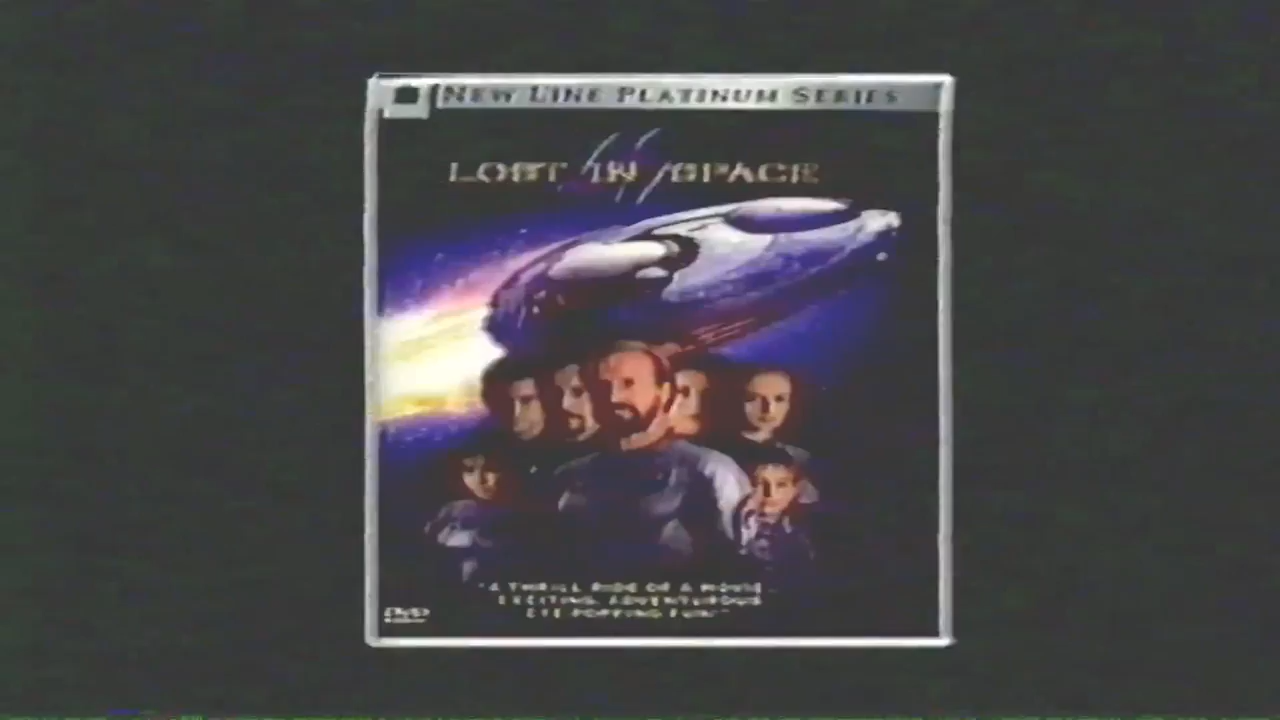 NEW LINE PLATINUM SERIES
LOST IN SPACE
"A THRILL RIDE OF A MOVIE...
EXCITING, ADVENTUROUS
EYE POPPING FUN!"
DVD